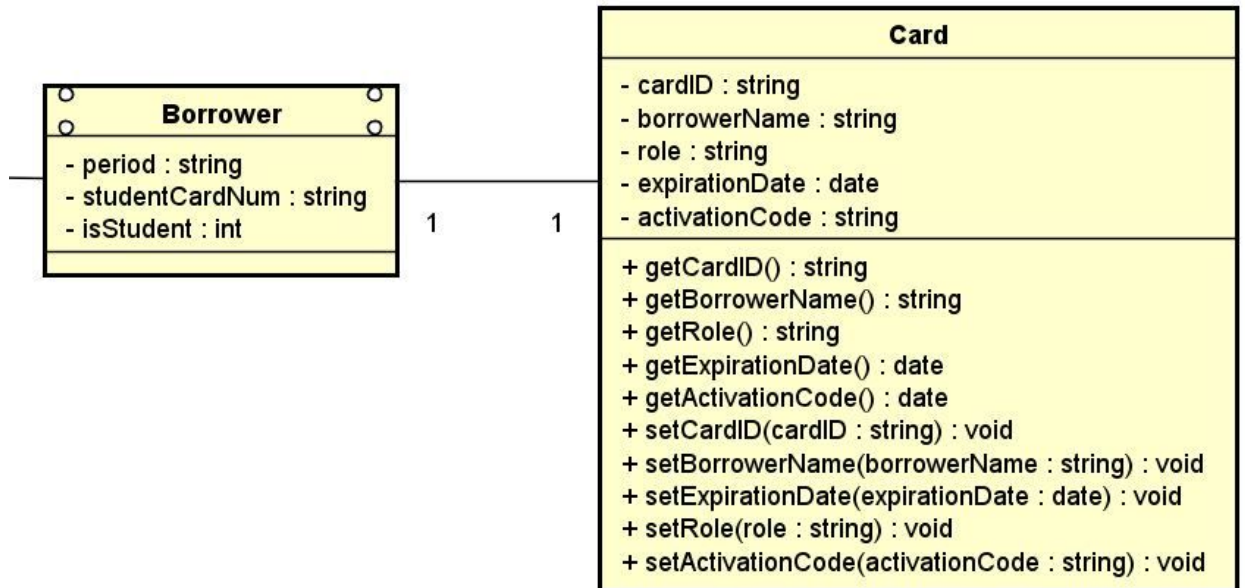 Borrower
- period : string
- studentCardNum : string
- isStudent : int
1
1
Card
- cardID : string
- borrowerName : string
- role : string
- expirationDate : date
- activationCode : string
+ getCardID() : string
+ getBorrowerName() : string
+ getRole() : string
+ getExpirationDate() : date
+ getActivationCode() : date
+ setCardID(cardID : string) : void
+ setBorrowerName(borrowerName : string) : void
+ setExpirationDate(expirationDate : date) : void
+ setRole(role : string) : void
+ setActivationCode(activationCode : string) : void